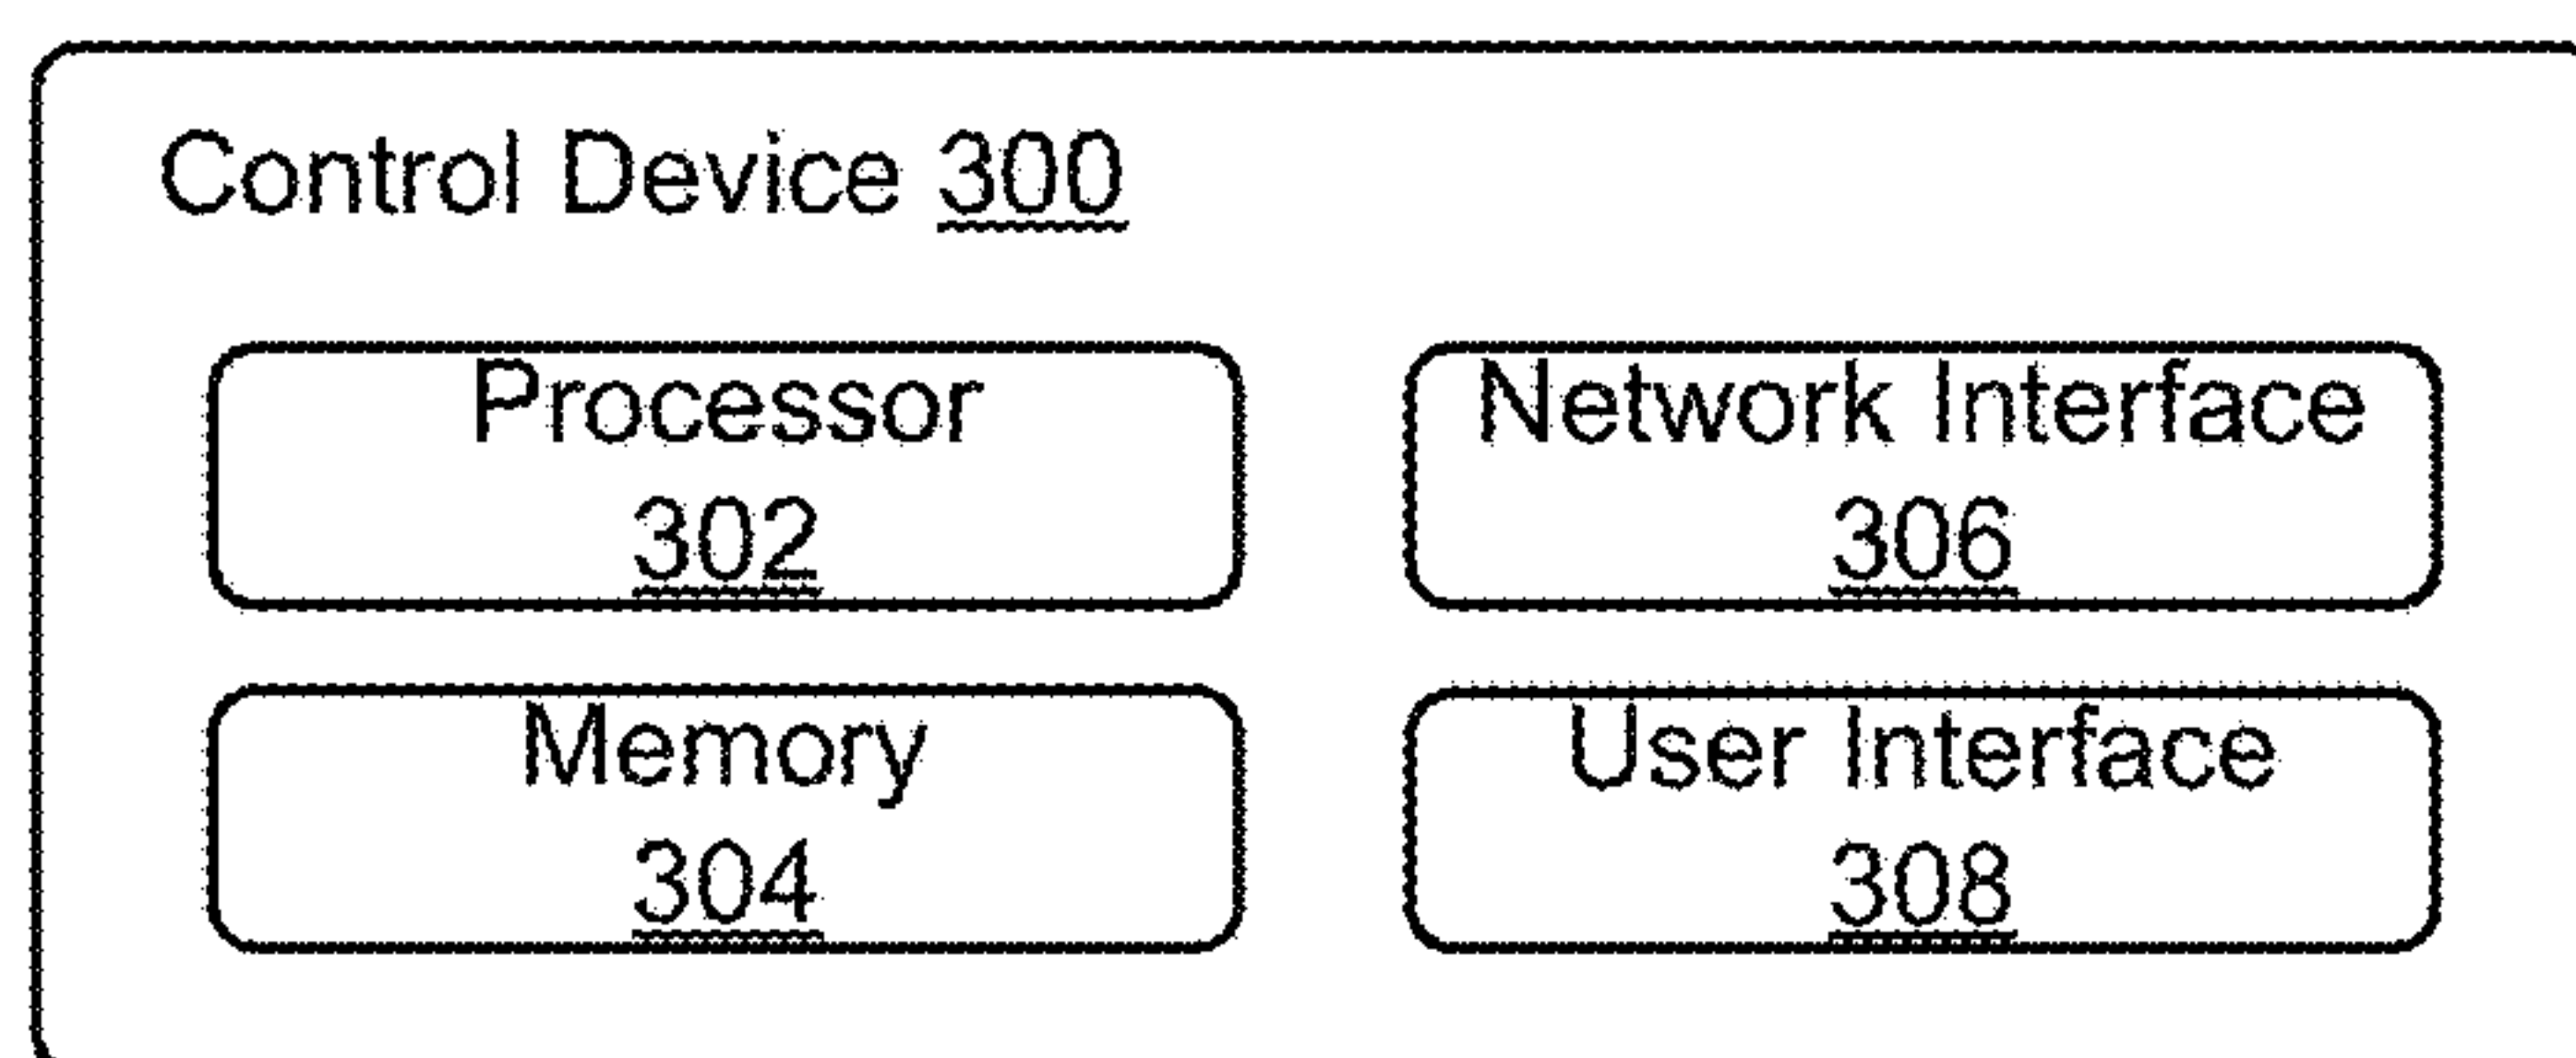 Control Device 300
Processor
302
Network Interface
306
Memory
304
User Interface
308